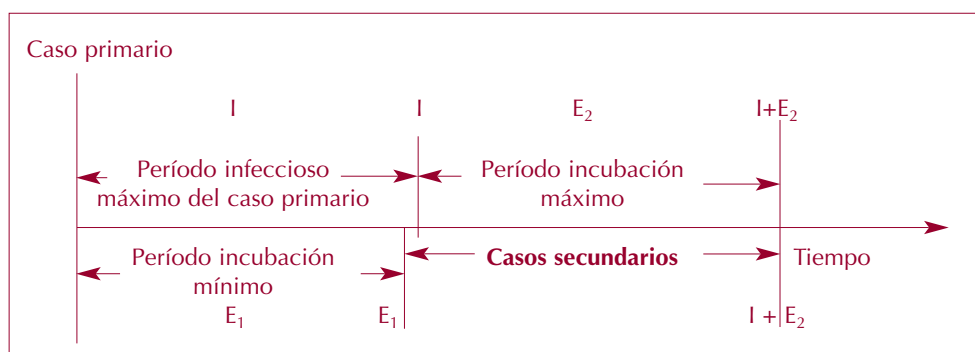 Caso primario
I I E₂ I+E₂
Período infeccioso
máximo del caso primario
Período incubación
máximo
Período incubación
mínimo
Casos secundarios
Tiempo
E₁ E₁ I + E₂